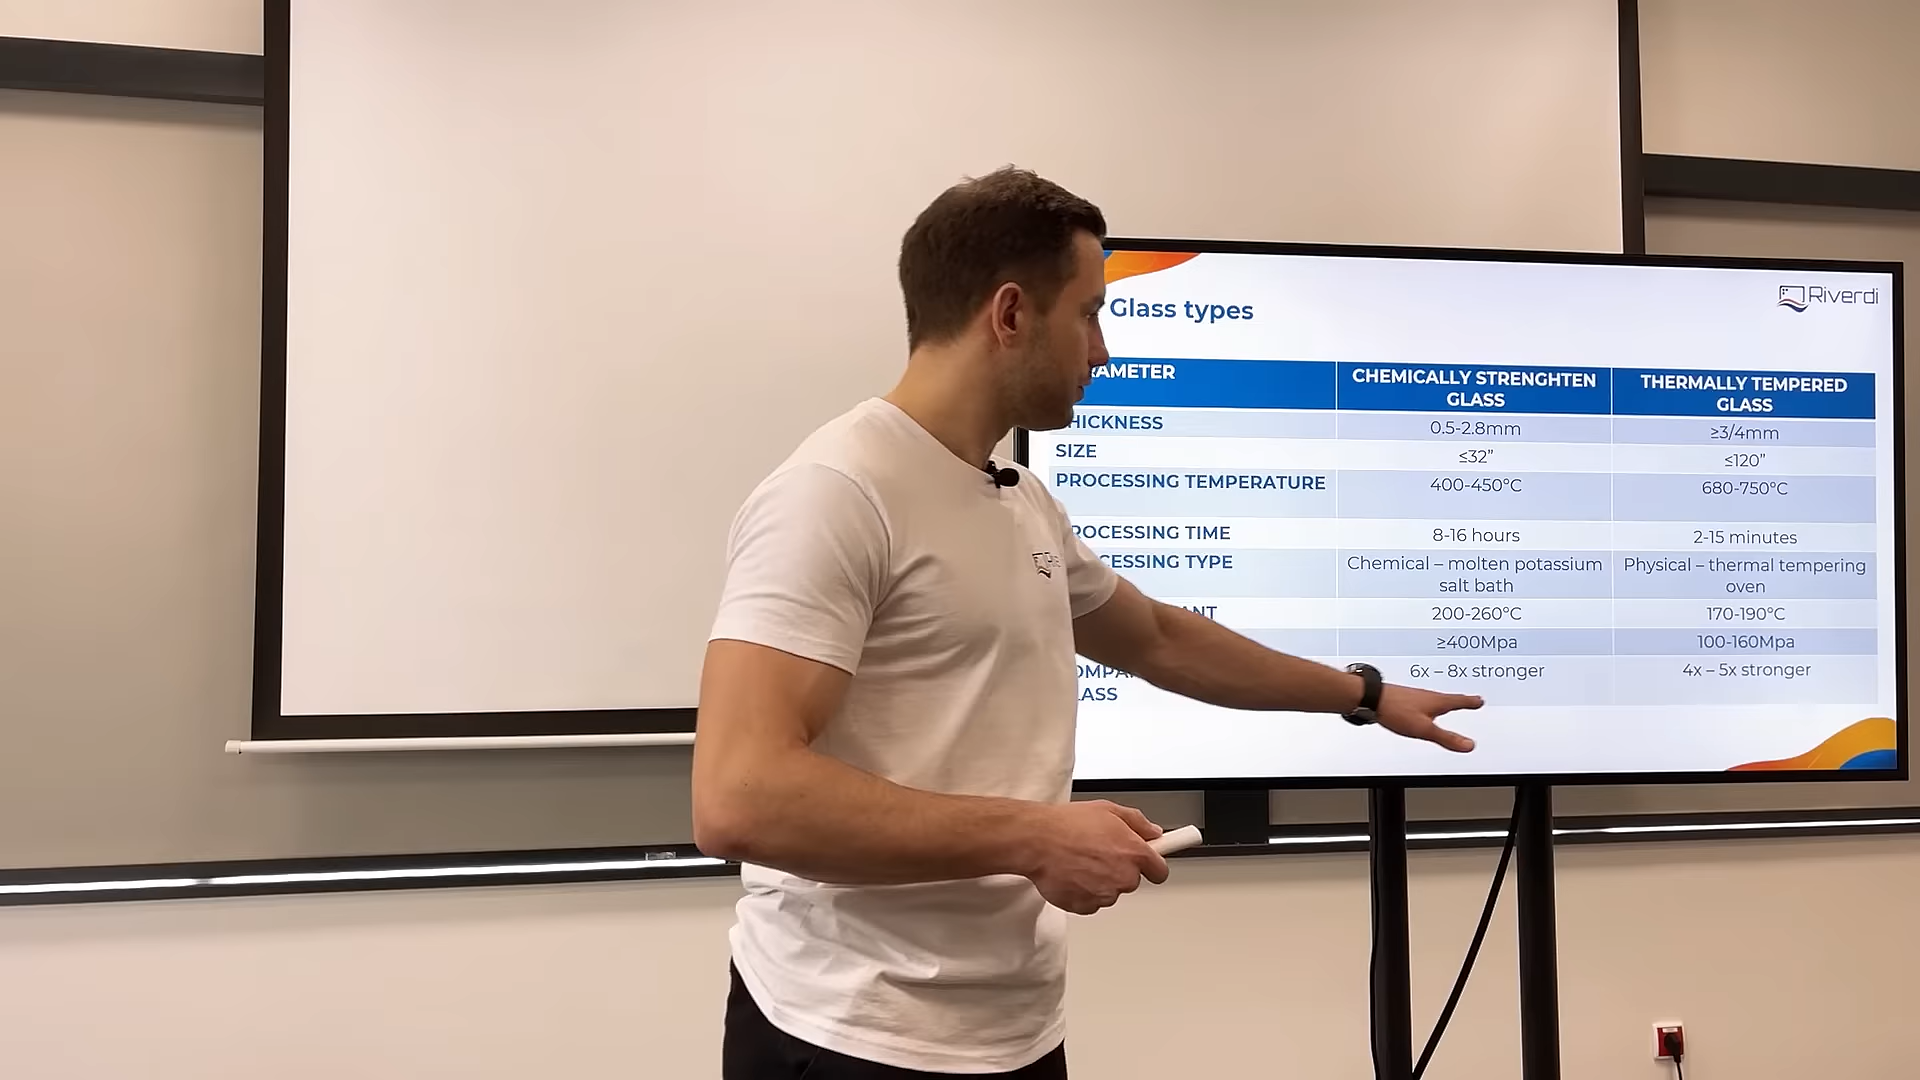 Riverdi
Glass types
AMETER
CHEMICALLY STRENGHTEN
GLASS
THERMALLY TEMPERED
GLASS
HICKNESS
0.5-2.8mm
≥3/4mm
SIZE
≤32”
≤120”
PROCESSING TEMPERATURE
400-450°C
680-750°C
ROCESSING TIME
8-16 hours
2-15 minutes
CESSING TYPE
Chemical – molten potassium
salt bath
Physical – thermal tempering
oven
NT
200-260°C
170-190°C
≥400Mpa
100-160Mpa
OMPA
LASS
6x – 8x stronger
4x – 5x stronger